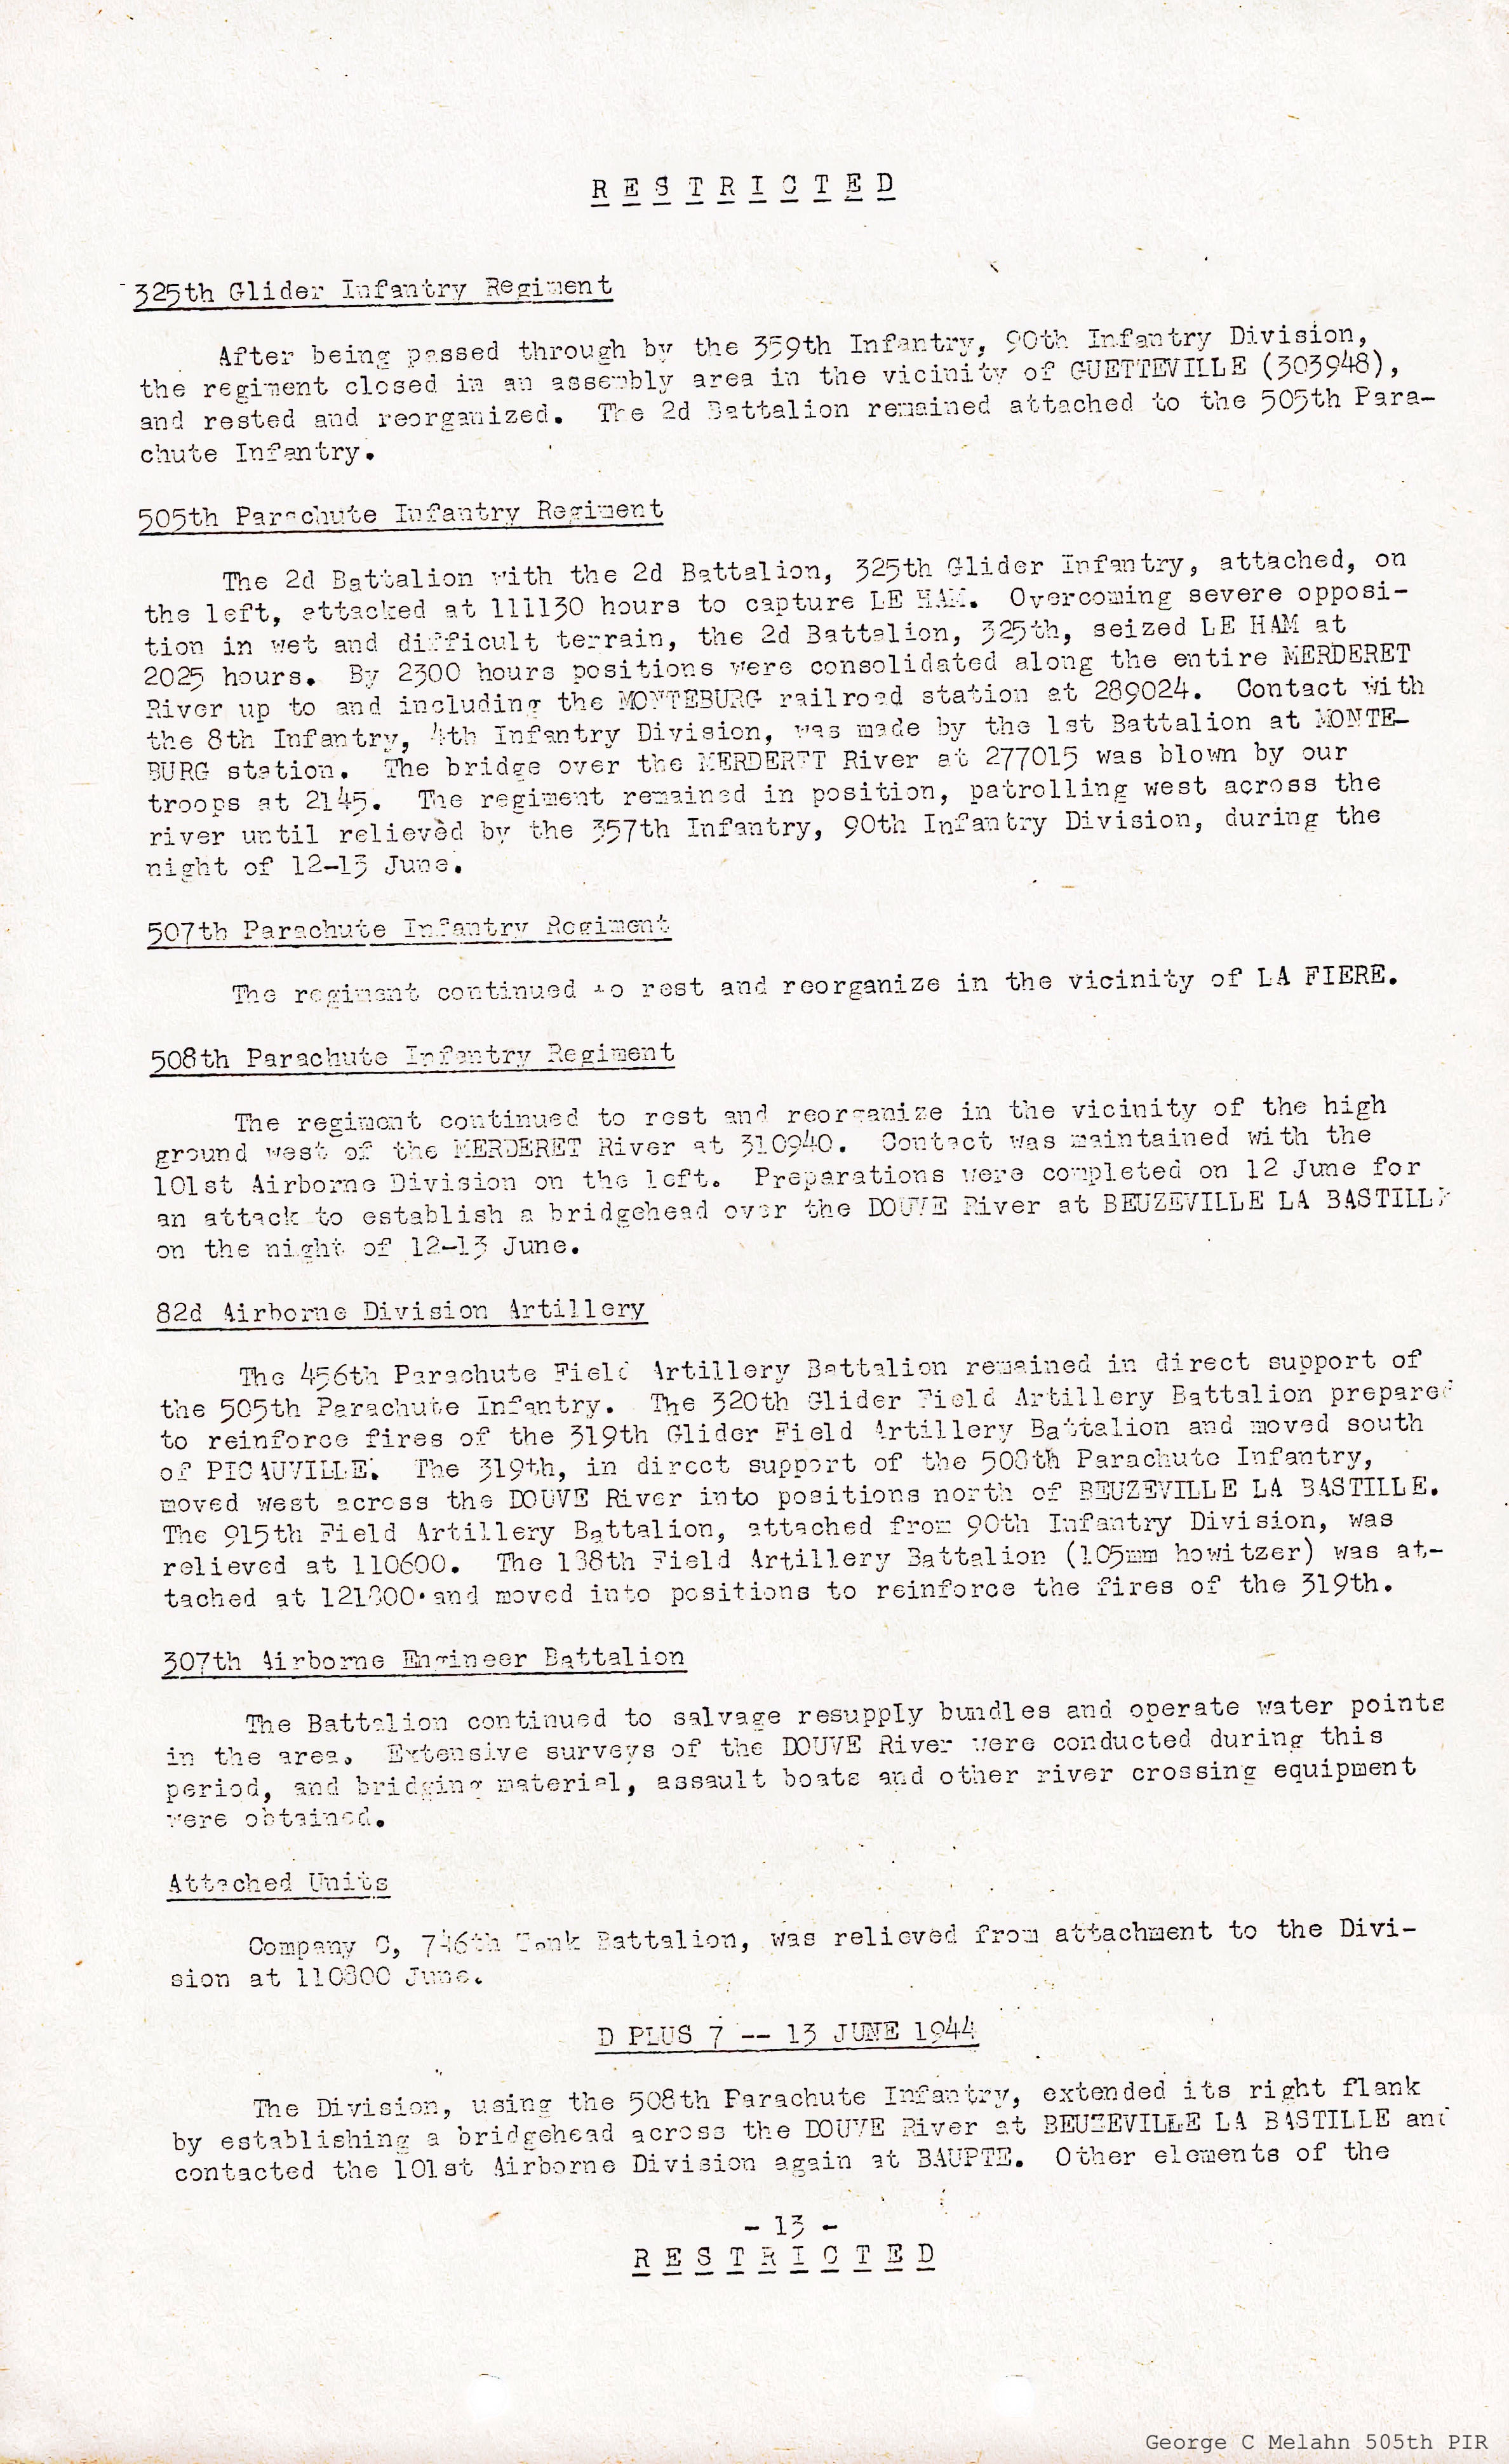 R E S T R I C T E D
325th Glider Infantry Regiment
After being passed through by the 359th Infantry, 90th Infantry Division,
the regiment closed in an assembly area in the vicinity of GUETTEVILLE (303948),
and rested and reorganized. The 2d Battalion remained attached to the 505th Para-
chute Infantry.
505th Parachute Infantry Regiment
The 2d Battalion with the 2d Battalion, 325th Glider Infantry, attached, on
the left, attacked at 111130 hours to capture LE HAM. Overcoming severe opposi-
tion in wet and difficult terrain, the 2d Battalion, 325th, seized LE HAM at
2025 hours. By 2300 hours positions were consolidated along the entire MERDERET
River up to and including the MONTEBURG railroad station at 289024. Contact with
the 8th Infantry, 4th Infantry Division, was made by the 1st Battalion at MONTE-
BURG station. The bridge over the MERDERET River at 277015 was blown by our
troops at 2145. The regiment remained in position, patrolling west across the
river until relieved by the 357th Infantry, 90th Infantry Division, during the
night of 12-13 June.
507th Parachute Infantry Regiment
The regiment continued to rest and reorganize in the vicinity of LA FIERE.
508th Parachute Infantry Regiment
The regiment continued to rest and reorganize in the vicinity of the high
ground west of the MERDERET River at 310940. Contact was maintained with the
101st Airborne Division on the left. Preparations were completed on 12 June for
an attack to establish a bridgehead over the DOUVE River at BEUZEVILLE LA BASTILLE
on the night of 12-13 June.
82d Airborne Division Artillery
The 456th Parachute Field Artillery Battalion remained in direct support of
the 505th Parachute Infantry. The 320th Glider Field Artillery Battalion prepared
to reinforce fires of the 319th Glider Field Artillery Battalion and moved south
of PICAUVILLE. The 319th, in direct support of the 508th Parachute Infantry,
moved west across the DOUVE River into positions north of BEUZEVILLE LA BASTILLE.
The 915th Field Artillery Battalion, attached from 90th Infantry Division, was
relieved at 110600. The 188th Field Artillery Battalion (105mm howitzer) was at-
tached at 121800 and moved into positions to reinforce the fires of the 319th.
307th Airborne Engineer Battalion
The Battalion continued to salvage resupply bundles and operate water points
in the area. Extensive surveys of the DOUVE River were conducted during this
period, and bridging material, assault boats and other river crossing equipment
were obtained.
Attached Units
Company C, 746th Tank Battalion, was relieved from attachment to the Divi-
sion at 110800 June.
D PLUS 7 -- 13 JUNE 1944
The Division, using the 508th Parachute Infantry, extended its right flank
by establishing a bridgehead across the DOUVE River at BEUZEVILLE LA BASTILLE and
contacted the 101st Airborne Division again at BAUPTE. Other elements of the
- 13 -
R E S T R I C T E D
George C Melahn 505th PIR